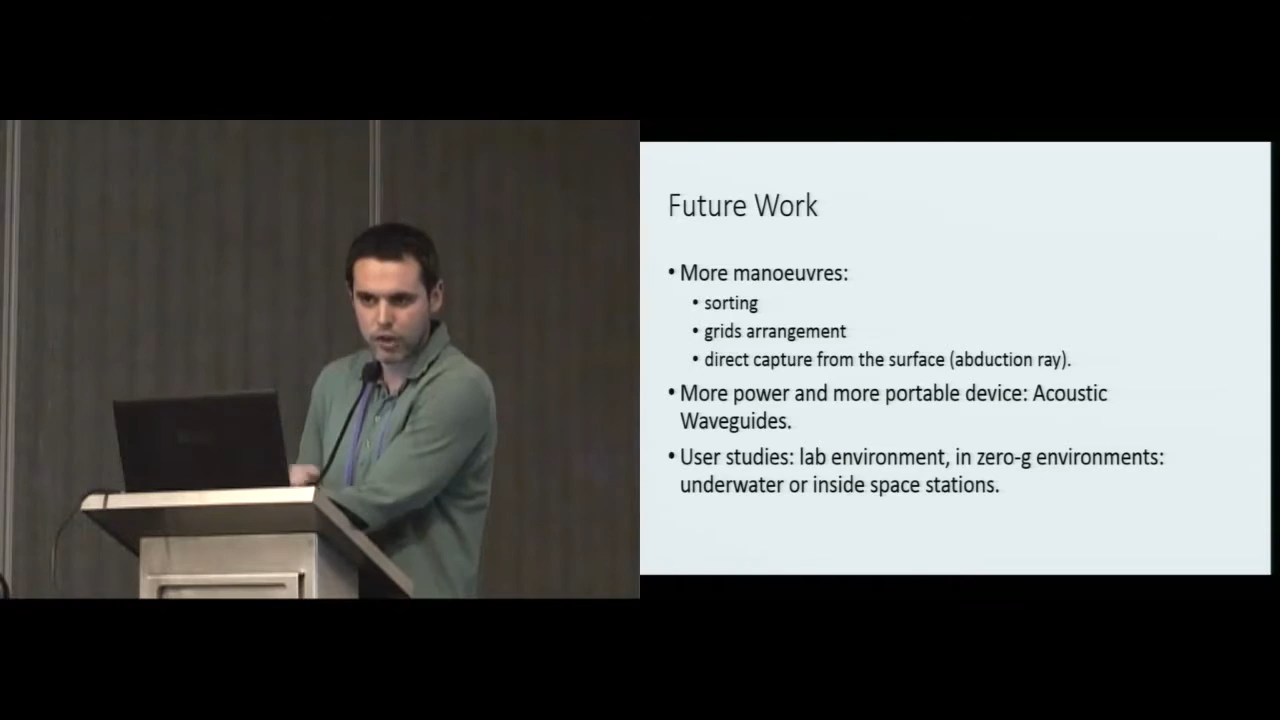 Future Work
• More manoeuvres:
• sorting
• grids arrangement
• direct capture from the surface (abduction ray).
• More power and more portable device: Acoustic
Waveguides.
• User studies: lab environment, in zero-g environments:
underwater or inside space stations.